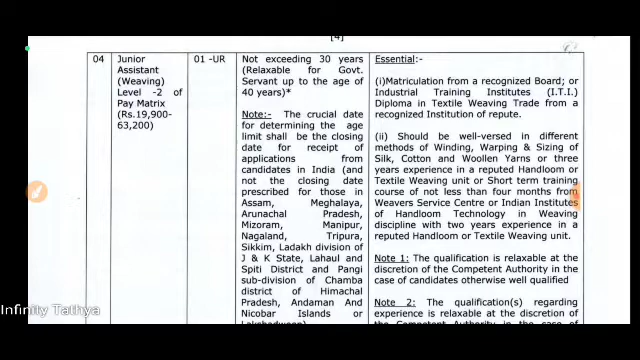 [4]
04
Junior
Assistant
(Weaving)
Level -2 of
Pay Matrix
(Rs.19,900-
63,200)
01 -UR
Not exceeding 30 years
(Relaxable for Govt.
Servant up to the age of
40 years)*
Note:- The crucial date
for determining the age
limit shall be the closing
date for receipt of
applications from
candidates in India (and
not the closing date
prescribed for those in
Assam, Meghalaya,
Arunachal Pradesh,
Mizoram, Manipur,
Nagaland, Tripura,
Sikkim, Ladakh division of
J & K State, Lahaul and
Spiti District and Pangi
sub-division of Chamba
district of Himachal
Pradesh, Andaman And
Nicobar Islands or
Lakshadweep)
Essential:-
(i)Matriculation from a recognized Board; or
Industrial Training Institutes (I.T.I.)
Diploma in Textile Weaving Trade from a
recognized Institution of repute.
(ii) Should be well-versed in different
methods of Winding, Warping & Sizing of
Silk, Cotton and Woollen Yarns or three
years experience in a reputed Handloom or
Textile Weaving unit or Short term training
course of not less than four months from
Weavers Service Centre or Indian Institutes
of Handloom Technology in Weaving
discipline with two years experience in a
reputed Handloom or Textile Weaving unit.
Note 1: The qualification is relaxable at the
discretion of the Competent Authority in the
case of candidates otherwise well qualified
Note 2: The qualification(s) regarding
experience is relaxable at the discretion of
the Competent Authority in the case of
Infinity Tathya